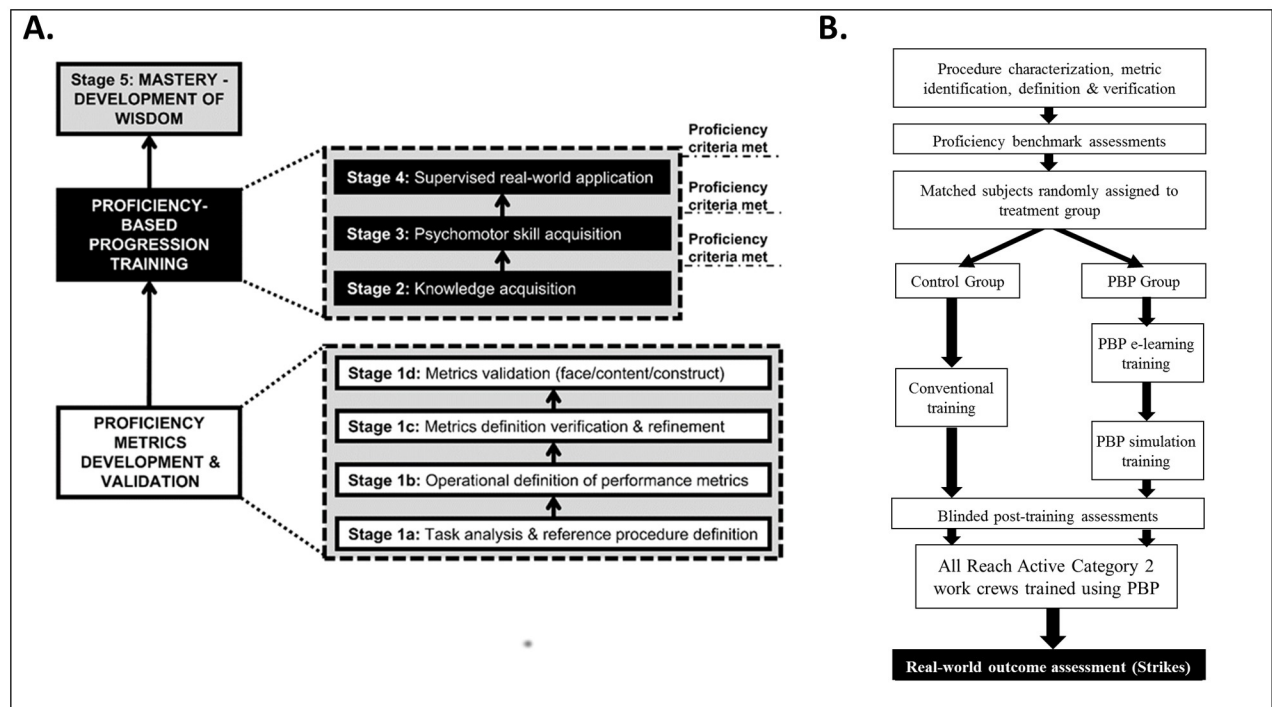 A.
Stage 5: MASTERY -
DEVELOPMENT OF
WISDOM
PROFICIENCY-
BASED
PROGRESSION
TRAINING
PROFICIENCY
METRICS
DEVELOPMENT &
VALIDATION
Proficiency
criteria met
Stage 4: Supervised real-world application
Proficiency
criteria met
Stage 3: Psychomotor skill acquisition
Proficiency
criteria met
Stage 2: Knowledge acquisition
Stage 1d: Metrics validation (face/content/construct)
Stage 1c: Metrics definition verification & refinement
Stage 1b: Operational definition of performance metrics
Stage 1a: Task analysis & reference procedure definition
B.
Procedure characterization, metric
identification, definition & verification
Proficiency benchmark assessments
Matched subjects randomly assigned to
treatment group
Control Group
PBP Group
PBP e-learning
training
Conventional
training
PBP simulation
training
Blinded post-training assessments
All Reach Active Category 2
work crews trained using PBP
Real-world outcome assessment (Strikes)